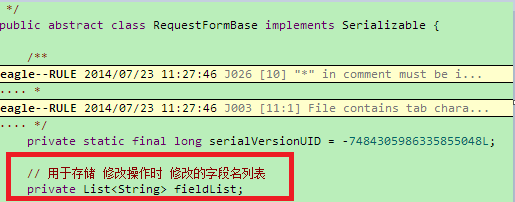 */
public abstract class RequestFormBase implements Serializable {
/**
eagle--RULE 2014/07/23 11:27:46 J026 [10] "*" in comment must be i...
.... *
eagle--RULE 2014/07/23 11:27:46 J003 [11:1] File contains tab chara...
.... */
private static final long serialVersionUID = -7484305986335855048L;
// 用于存储 修改操作时 修改的字段名列表
private List<String> fieldList;